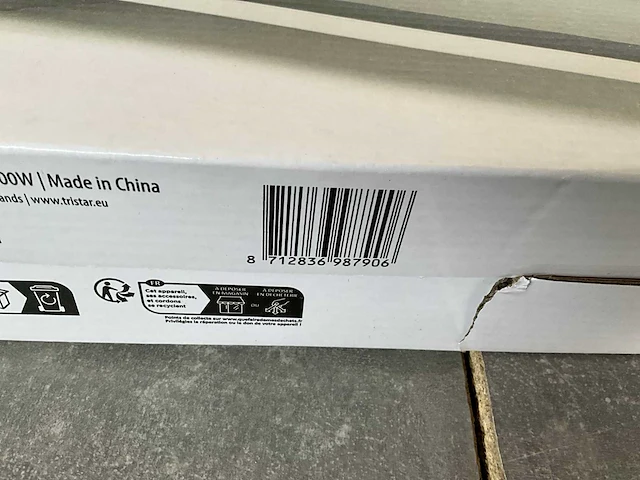 00W | Made in China
ands | www.tristar.eu
8 712836 987906
FR
Cet appareil,
ses accessoires,
et cordons
se recyclent
À DÉPOSER
EN MAGASIN
OU
À DÉPOSER
EN DÉCHÈTERIE
Points de collecte sur www.quefairedemesdechets.fr
Privilégiez la réparation ou le don de votre appareil !